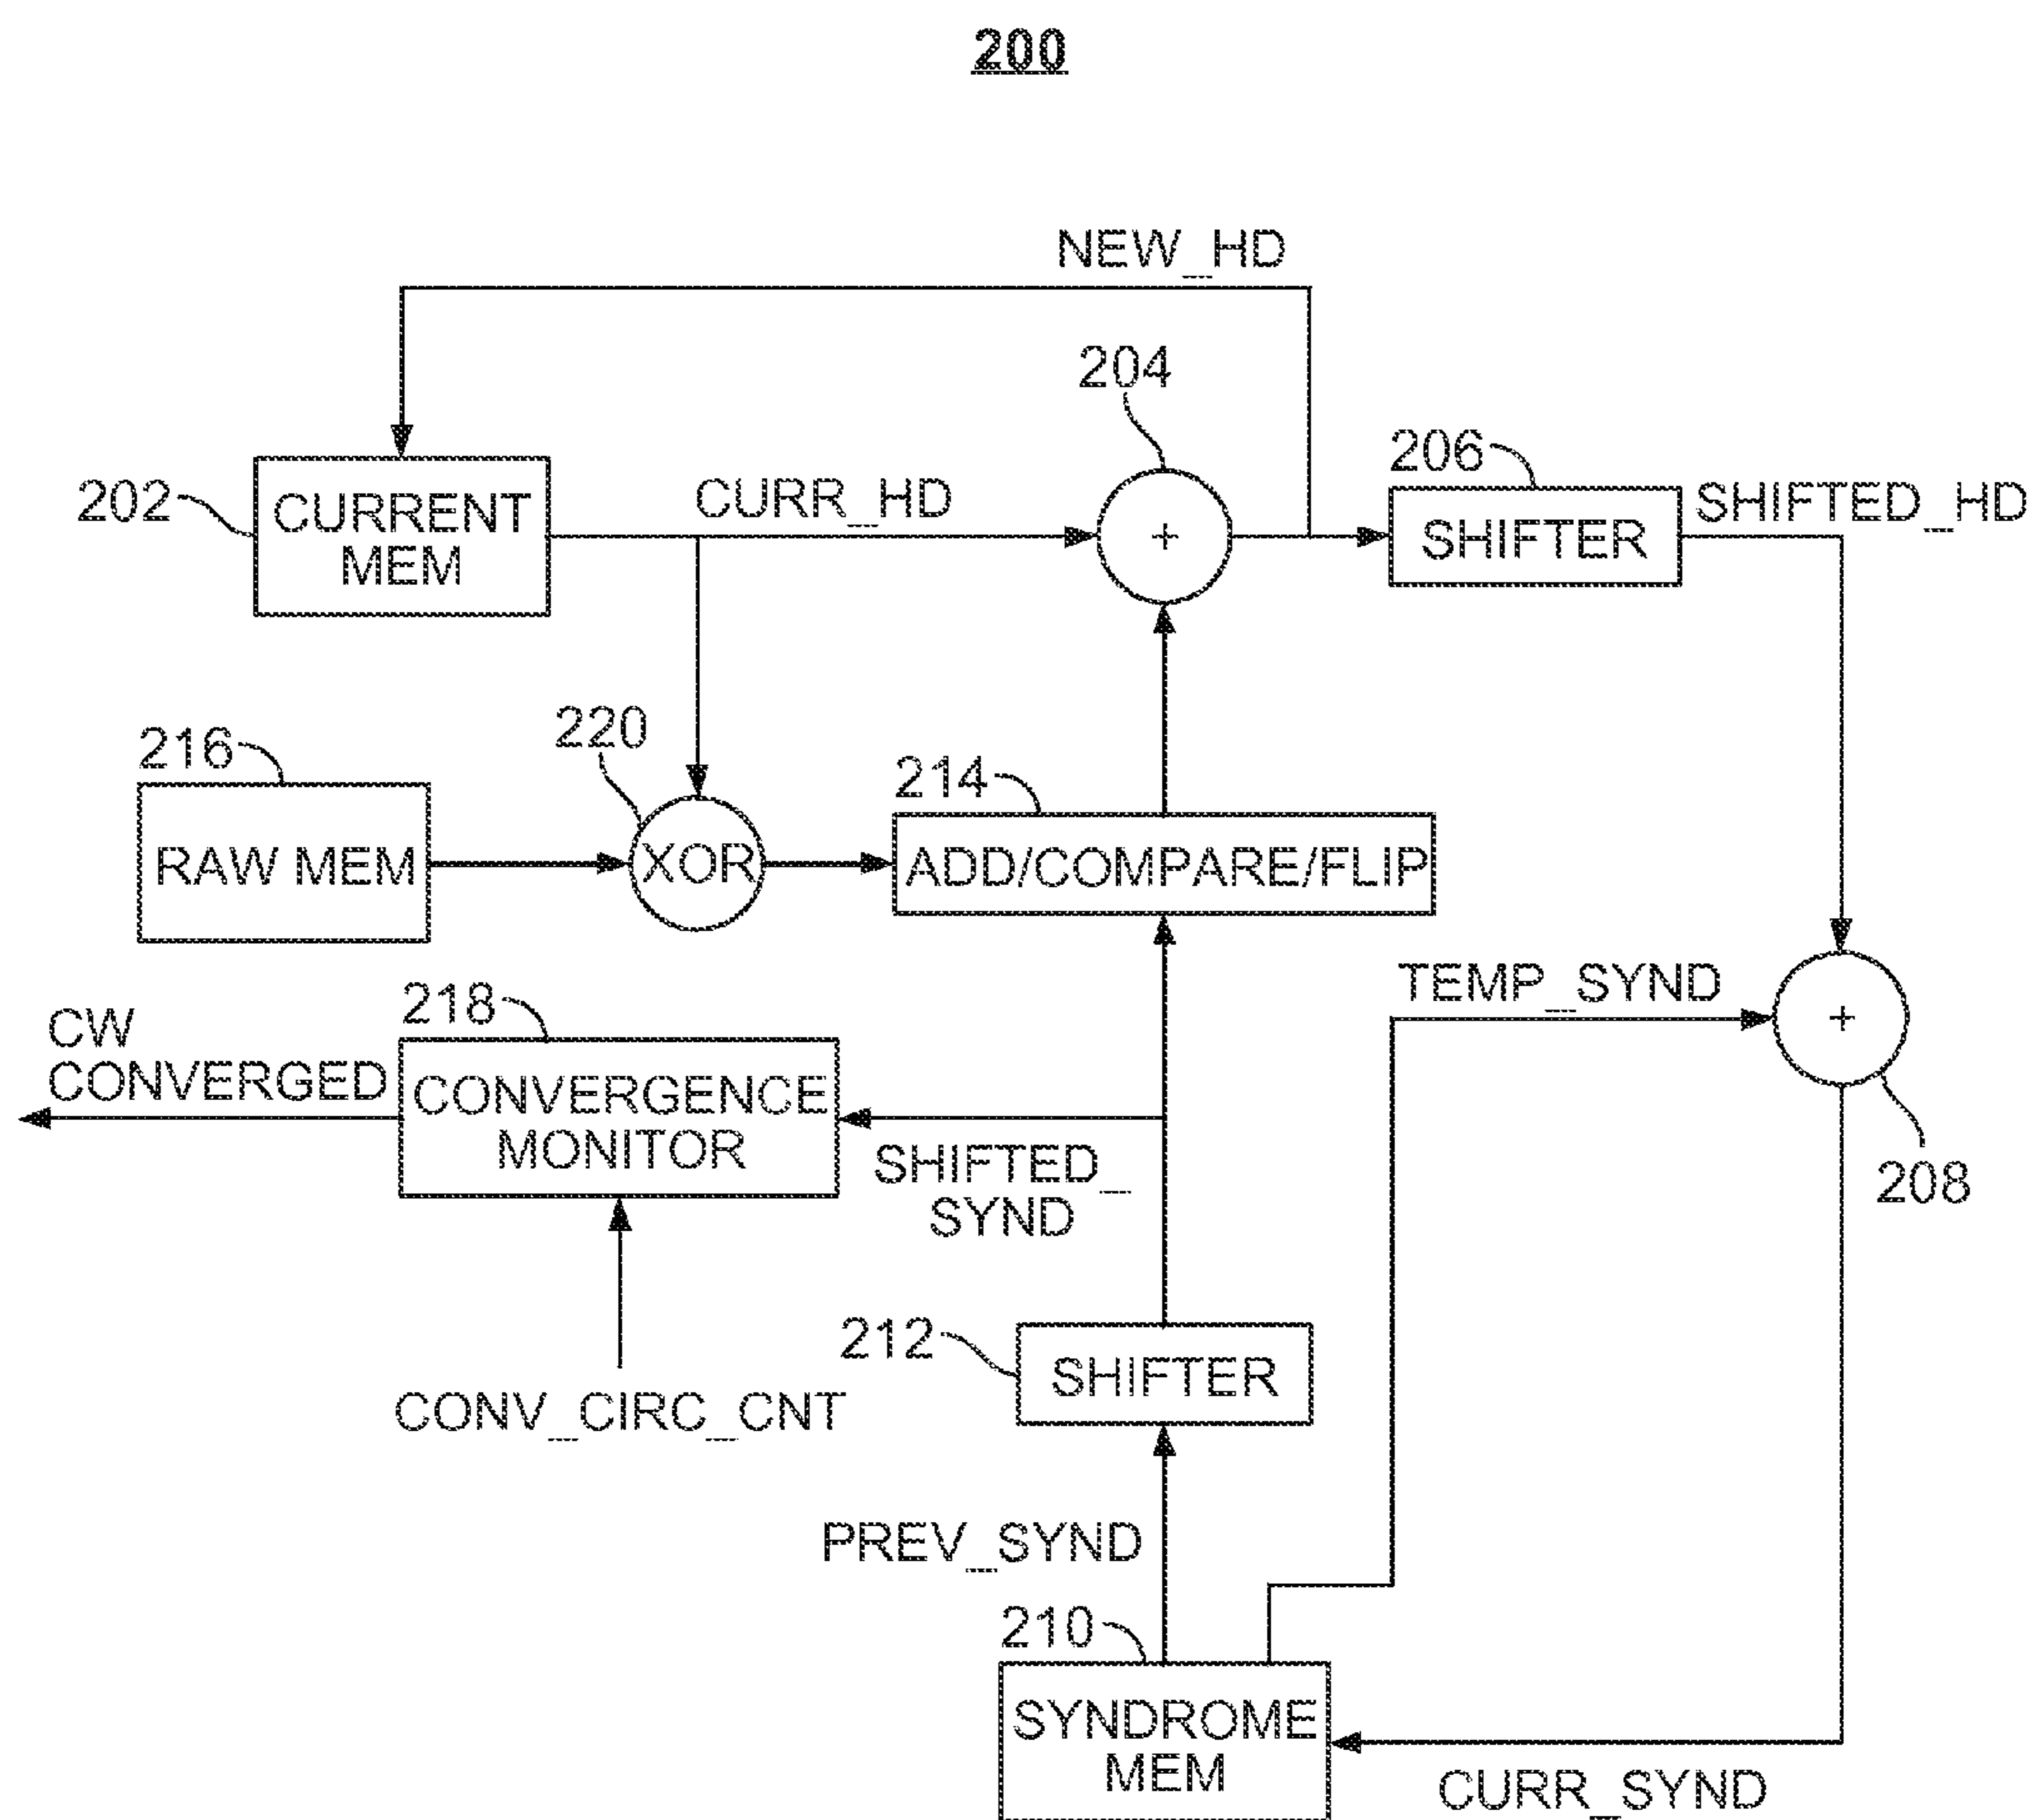 200
NEW_HD
204
206
202
CURRENT
MEM
CURR_HD
+
SHIFTER
SHIFTED_HD
216
220
214
RAW MEM
XOR
ADD/COMPARE/FLIP
218
TEMP_SYND
CW
CONVERGED
CONVERGENCE
MONITOR
+
SHIFTED_
SYND
208
212
SHIFTER
CONV_CIRC_CNT
PREV_SYND
210
SYNDROME
MEM
CURR_SYND